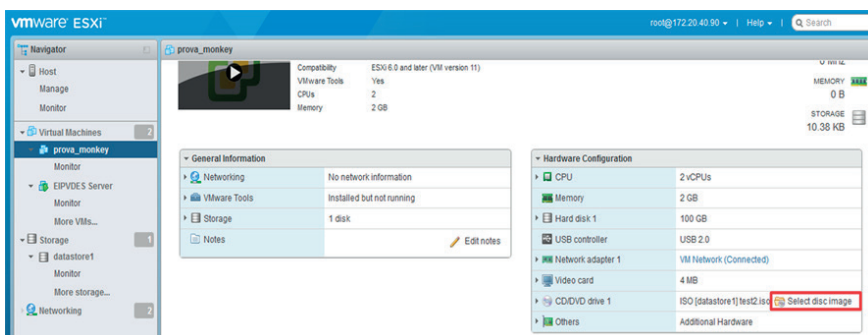 vmware ESXi™
root@172.20.40.90 | Help | Search
Navigator
prova_monkey
Host
Manage
Monitor
Virtual Machines 2
prova_monkey
Monitor
EIPVDES Server
Monitor
More VMs...
Storage 1
datastore1
Monitor
More storage...
Networking 2
Compatibility ESXi 6.0 and later (VM version 11)
VMware Tools Yes
CPUs 2
Memory 2 GB
0 MHz
MEMORY
0 B
STORAGE
10.38 KB
General Information
Networking No network information
VMware Tools Installed but not running
Storage 1 disk
Notes Edit notes
Hardware Configuration
CPU 2 vCPUs
Memory 2 GB
Hard disk 1 100 GB
USB controller USB 2.0
Network adapter 1 VM Network (Connected)
Video card 4 MB
CD/DVD drive 1 ISO [datastore1] test2.iso Select disc image
Others Additional Hardware